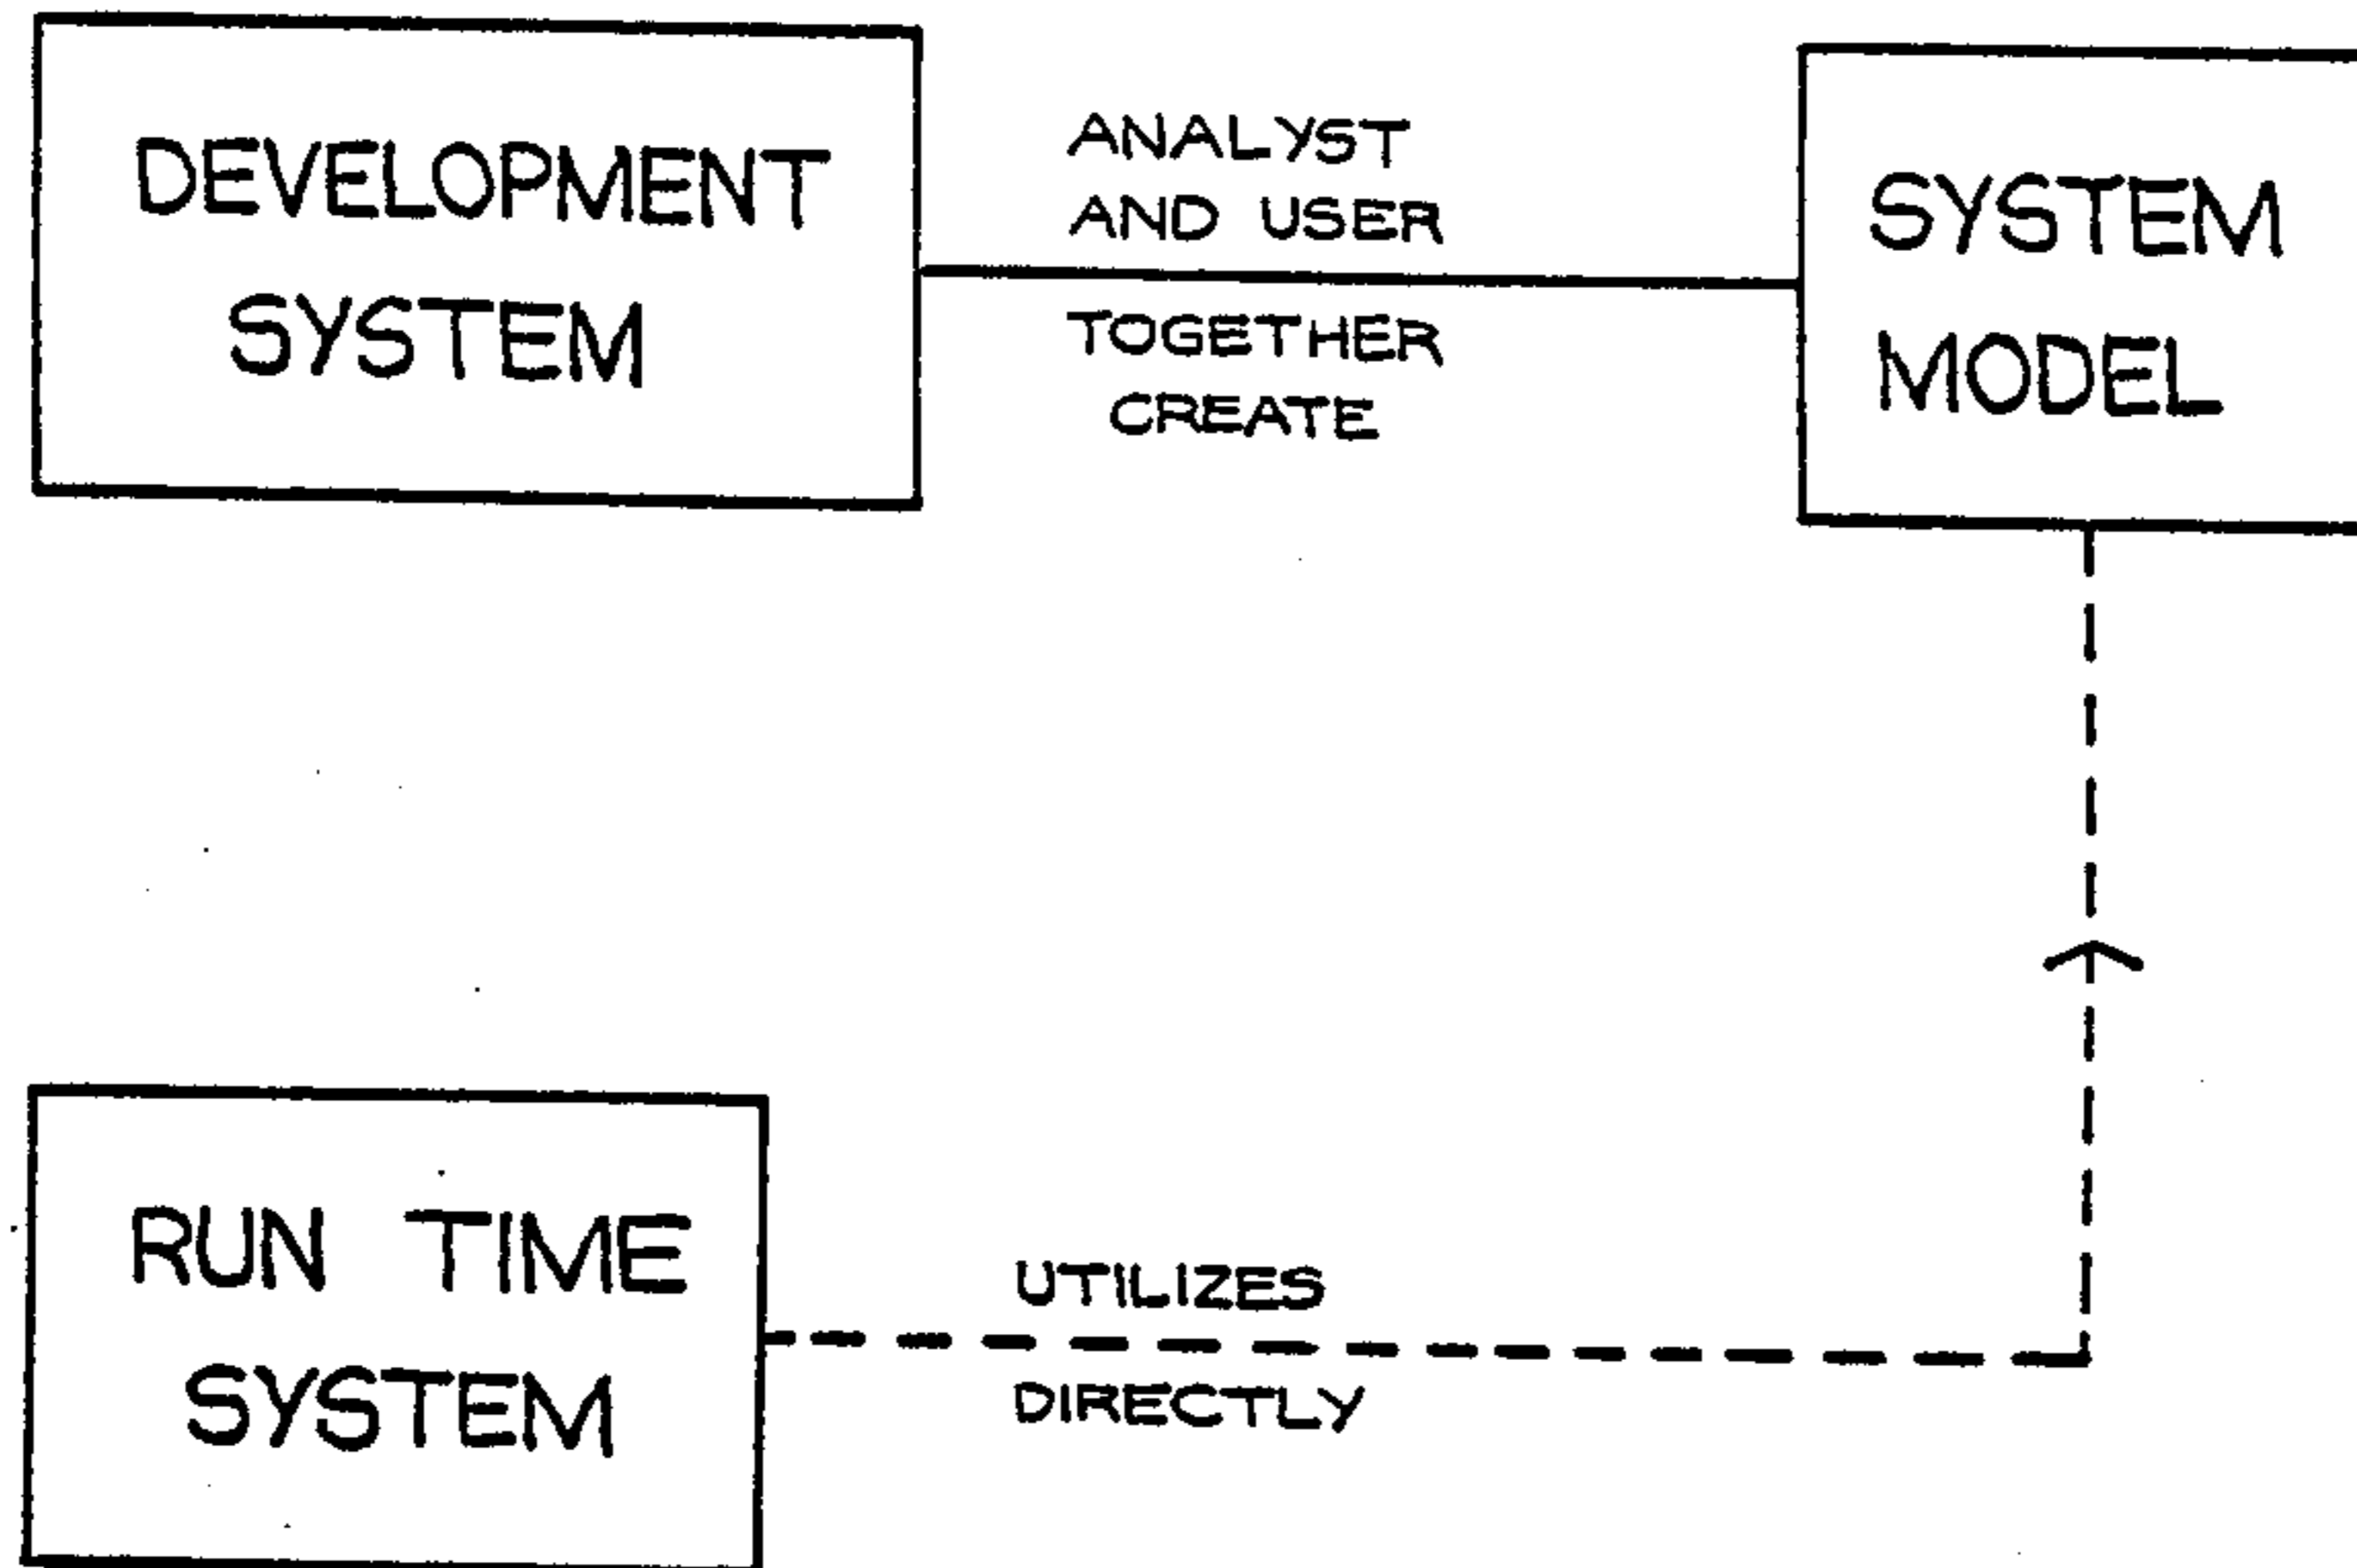 DEVELOPMENT
SYSTEM
ANALYST
AND USER
TOGETHER
CREATE
SYSTEM
MODEL
RUN TIME
SYSTEM
UTILIZES
DIRECTLY